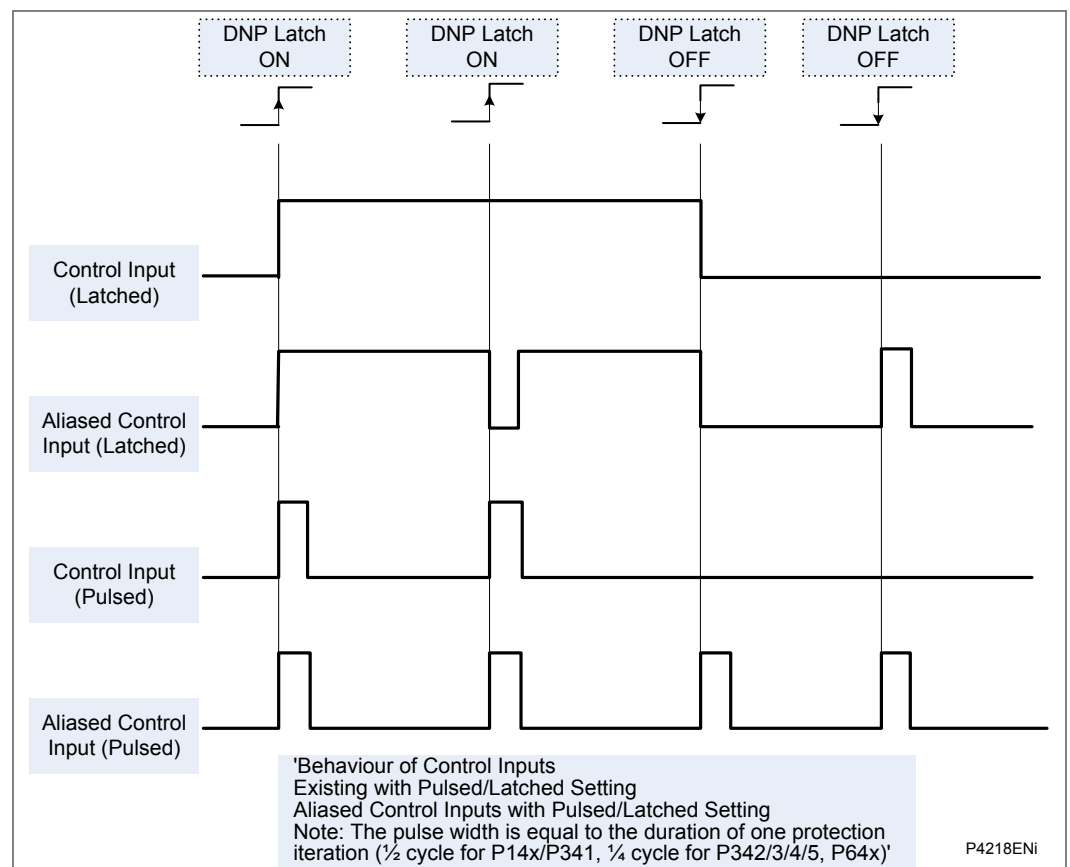 DNP Latch
ON
DNP Latch
ON
DNP Latch
OFF
DNP Latch
OFF
Control Input
(Latched)
Aliased Control
Input (Latched)
Control Input
(Pulsed)
Aliased Control
Input (Pulsed)
'Behaviour of Control Inputs
Existing with Pulsed/Latched Setting
Aliased Control Inputs with Pulsed/Latched Setting
Note: The pulse width is equal to the duration of one protection
iteration (½ cycle for P14x/P341, ¼ cycle for P342/3/4/5, P64x)'
P4218ENi